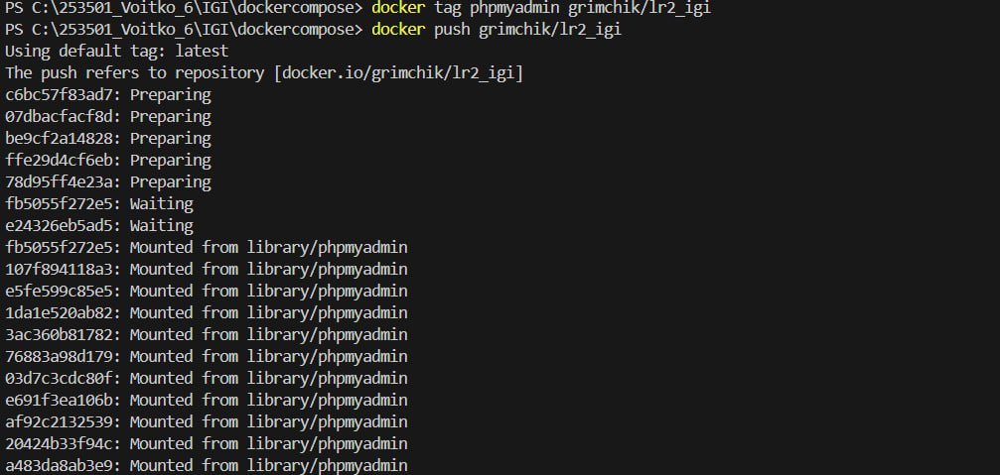 PS C:\253501_Voitko_6\IGI\dockercompose> docker tag phpmyadmin grimchik/lr2_igi
PS C:\253501_Voitko_6\IGI\dockercompose> docker push grimchik/lr2_igi
Using default tag: latest
The push refers to repository [docker.io/grimchik/lr2_igi]
c6bc57f83ad7: Preparing
07dbacfacf8d: Preparing
be9cf2a14828: Preparing
ffe29d4cf6eb: Preparing
78d95ff4e23a: Preparing
fb5055f272e5: Waiting
e24326eb5ad5: Waiting
fb5055f272e5: Mounted from library/phpmyadmin
107f894118a3: Mounted from library/phpmyadmin
e5fe599c85e5: Mounted from library/phpmyadmin
1da1e520ab82: Mounted from library/phpmyadmin
3ac360b81782: Mounted from library/phpmyadmin
76883a98d179: Mounted from library/phpmyadmin
03d7c3cdc80f: Mounted from library/phpmyadmin
e691f3ea106b: Mounted from library/phpmyadmin
af92c2132539: Mounted from library/phpmyadmin
20424b33f94c: Mounted from library/phpmyadmin
a483da8ab3e9: Mounted from library/phpmyadmin